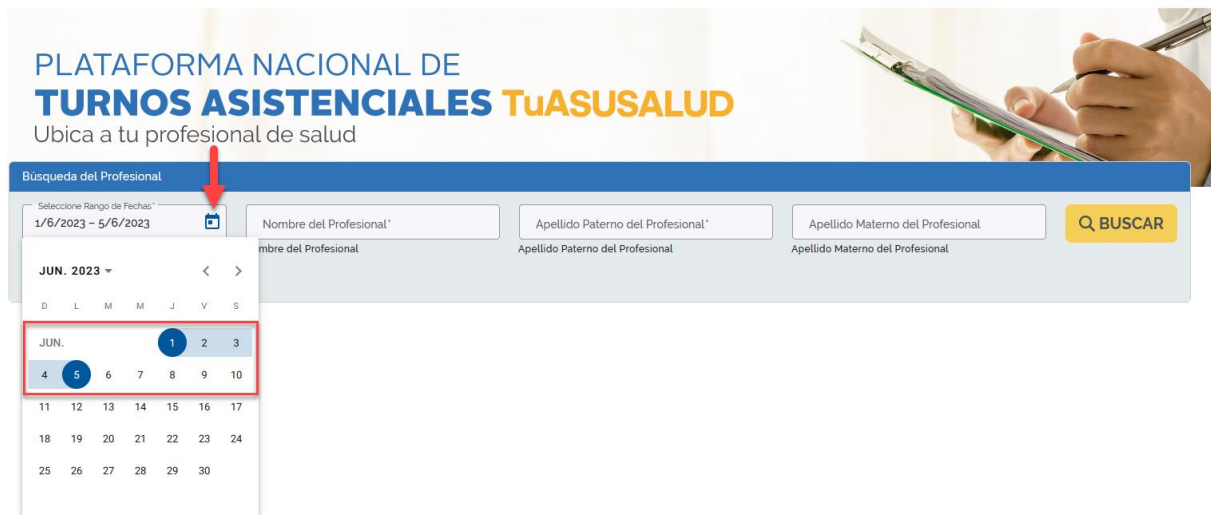 PLATAFORMA NACIONAL DE
TURNOS ASISTENCIALES TuASUSALUD
Ubica a tu profesional de salud
Búsqueda del Profesional
Seleccione Rango de Fechas*
1/6/2023 – 5/6/2023
Nombre del Profesional*
Apellido Paterno del Profesional*
Apellido Materno del Profesional
BUSCAR
mbre del Profesional
Apellido Paterno del Profesional
Apellido Materno del Profesional
JUN. 2023
D L M M J V S
JUN. 1 2 3
4 5 6 7 8 9 10
11 12 13 14 15 16 17
18 19 20 21 22 23 24
25 26 27 28 29 30